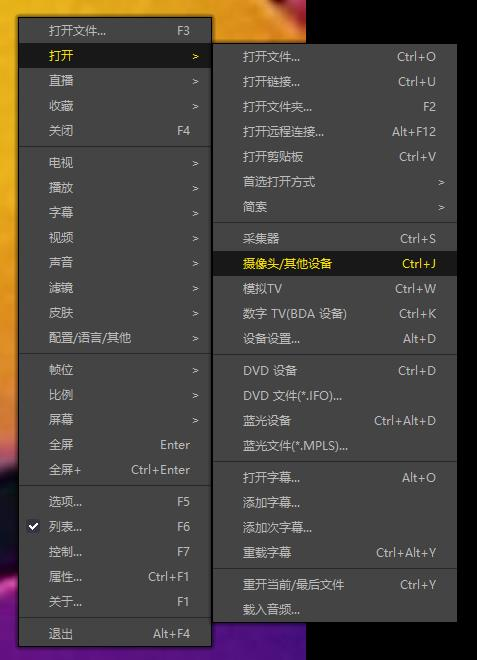 打开文件... F3
打开 >
直播 >
收藏 >
关闭 F4
电视 >
播放 >
字幕 >
视频 >
声音 >
滤镜 >
皮肤 >
配置/语言/其他 >
帧位 >
比例 >
屏幕 >
全屏 Enter
全屏+ Ctrl+Enter
选项... F5
列表... F6
控制... F7
属性... Ctrl+F1
关于... F1
退出 Alt+F4
打开文件... Ctrl+O
打开链接... Ctrl+U
打开文件夹... F2
打开远程连接... Alt+F12
打开剪贴板 Ctrl+V
首选打开方式 >
简索 >
采集器 Ctrl+S
摄像头/其他设备 Ctrl+J
模拟TV Ctrl+W
数字 TV(BDA 设备) Ctrl+K
设备设置... Alt+D
DVD 设备 Ctrl+D
DVD 文件(*.IFO)...
蓝光设备 Ctrl+Alt+D
蓝光文件(*.MPLS)...
打开字幕... Alt+O
添加字幕...
添加次字幕...
重载字幕 Ctrl+Alt+Y
重开当前/最后文件 Ctrl+Y
载入音频...